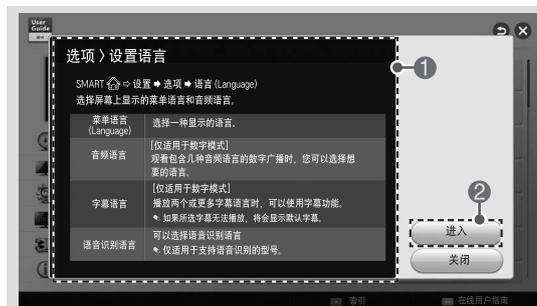 User
Guide
选项 > 设置语言
SMART ⇨ 设置 ➡ 选项 ➡ 语言 (Language)
选择屏幕上显示的菜单语言和音频语言。
菜单语言
(Language)
选择一种显示的语言。
音频语言
[仅适用于数字模式]
观看包含几种音频语言的数字广播时，您可以选择想
要的语言。
字幕语言
[仅适用于数字模式]
播放两个或更多字幕语言时，可以使用字幕功能。
如果所选字幕无法播放，将会显示默认字幕。
语音识别语言
可以选择语音识别语言
仅适用于支持语音识别的型号。
1
2
进入
关闭
索引
在线用户指南